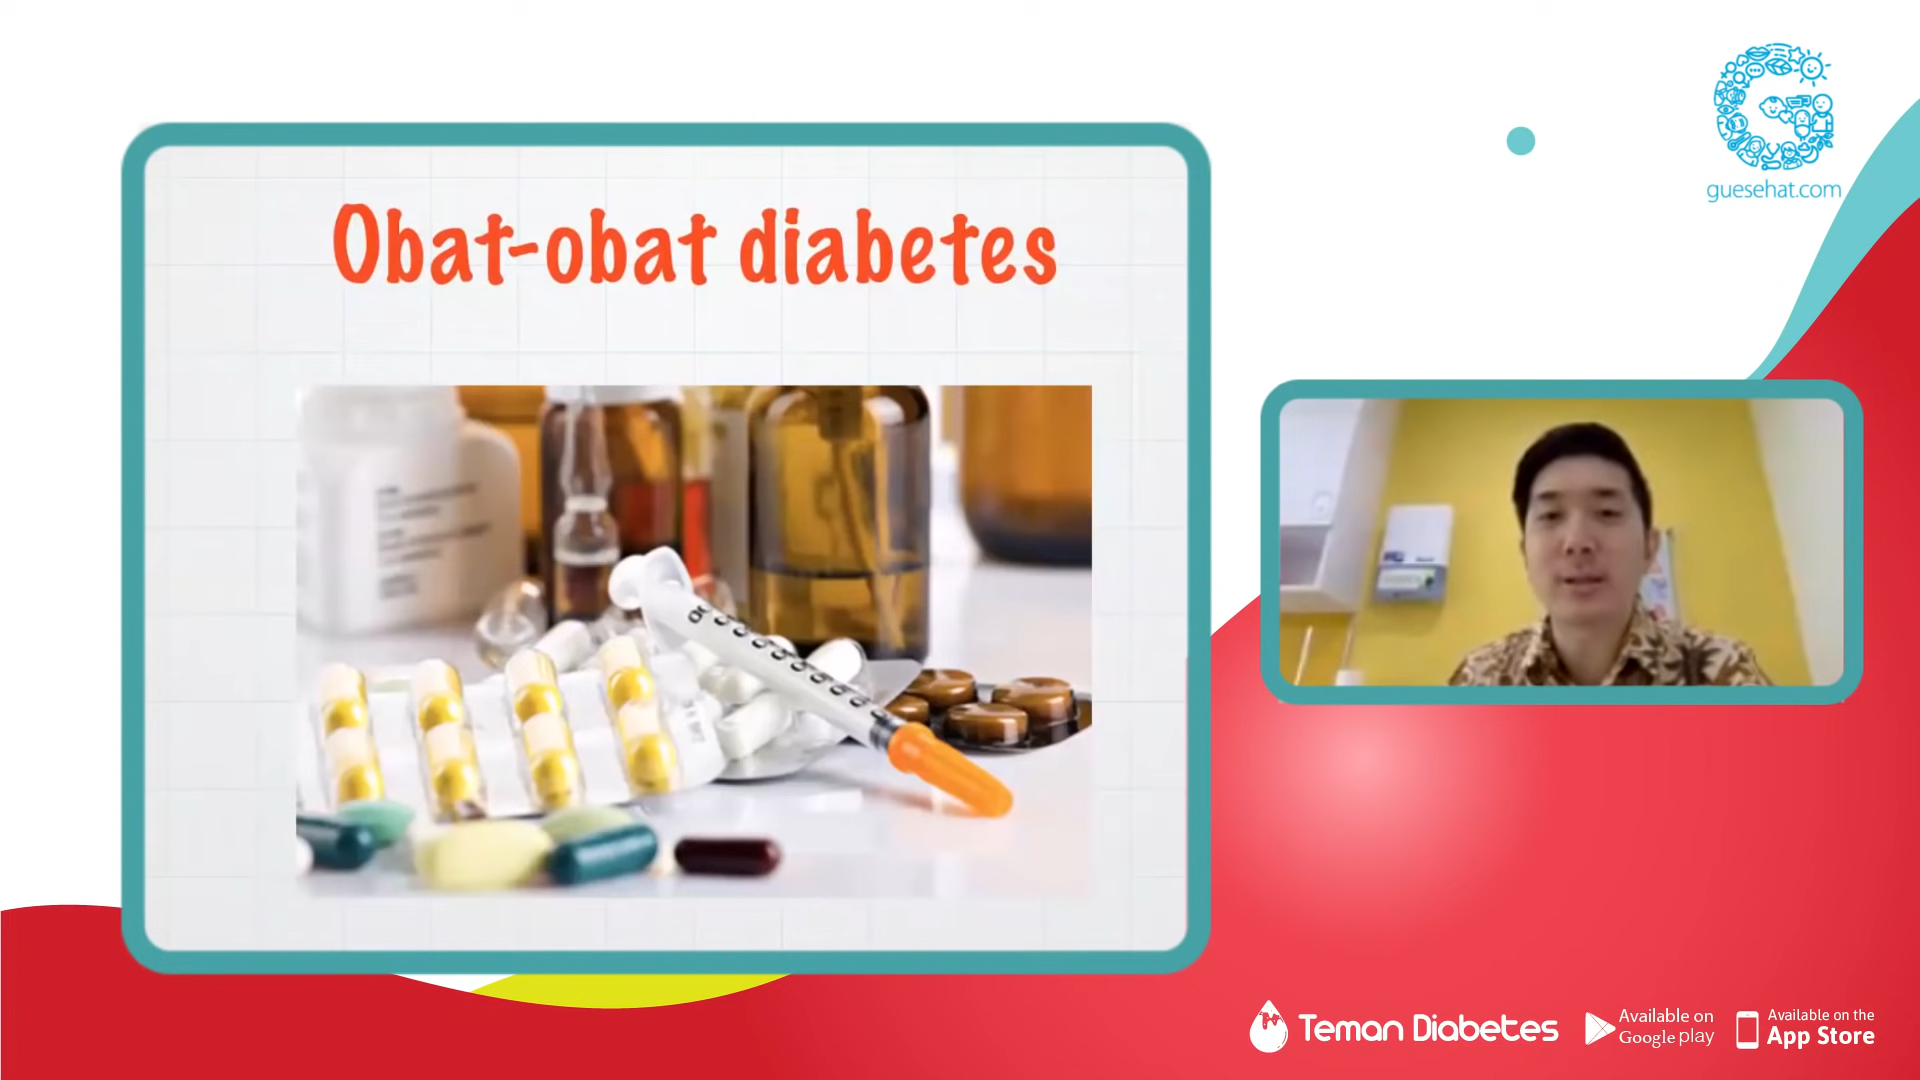 Obat-obat diabetes
guesehat.com
Teman Diabetes
Available on
Google play
Available on the
App Store